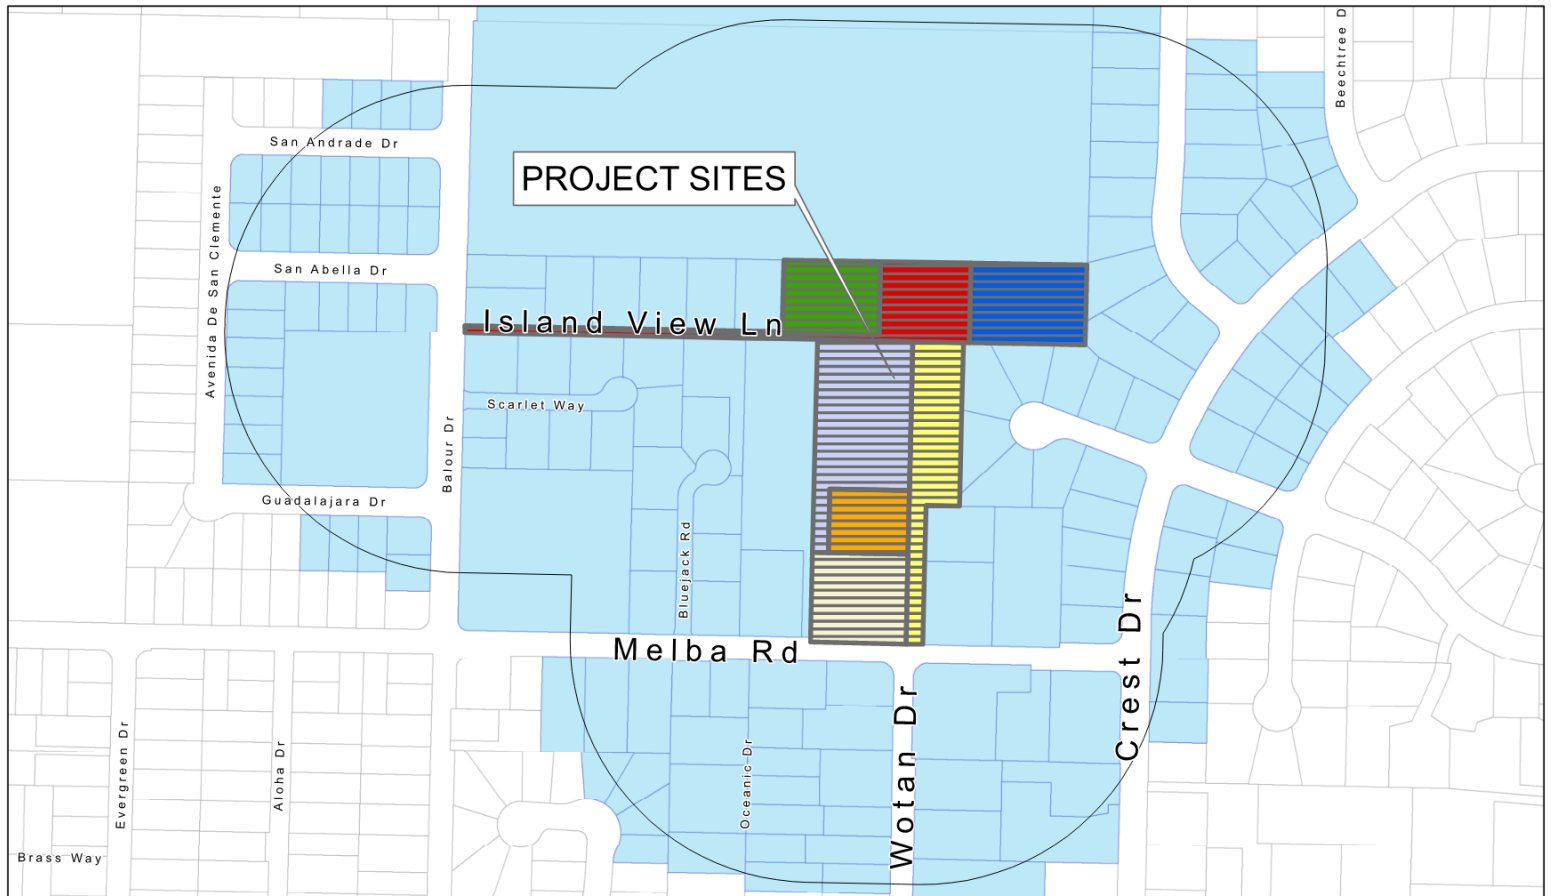 Beechtree D
San Andrade Dr
PROJECT SITES
Avenida De San Clemente
San Abella Dr
Island View Ln
Scarlet Way
Balour Dr
Guadalajara Dr
Bluejack Rd
Melba Rd
Crest Dr
Wotan Dr
Evergreen Dr
Aloha Dr
Oceanic Dr
Brass Way